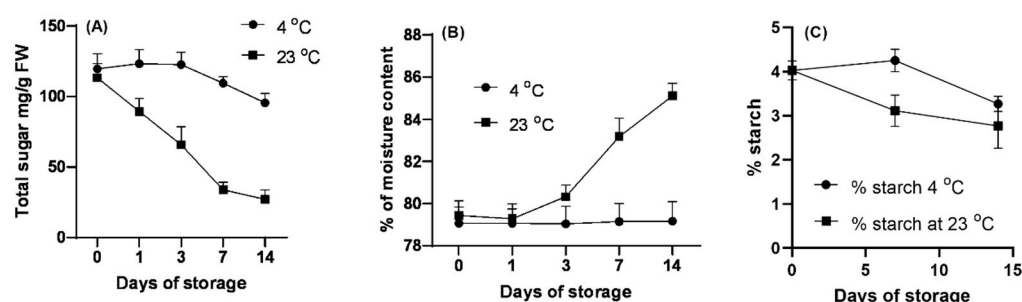 (A)
4 °C
23 °C
Total sugar mg/g FW
150
100
50
0
0 1 3 7 14
Days of storage
(B)
4 °C
23 °C
% of moisture content
88
86
84
82
80
78
0 1 3 7 14
Days of storage
(C)
% starch
5
4
3
2
1
0
% starch 4 °C
% starch at 23 °C
0 5 10 15
Days of storage